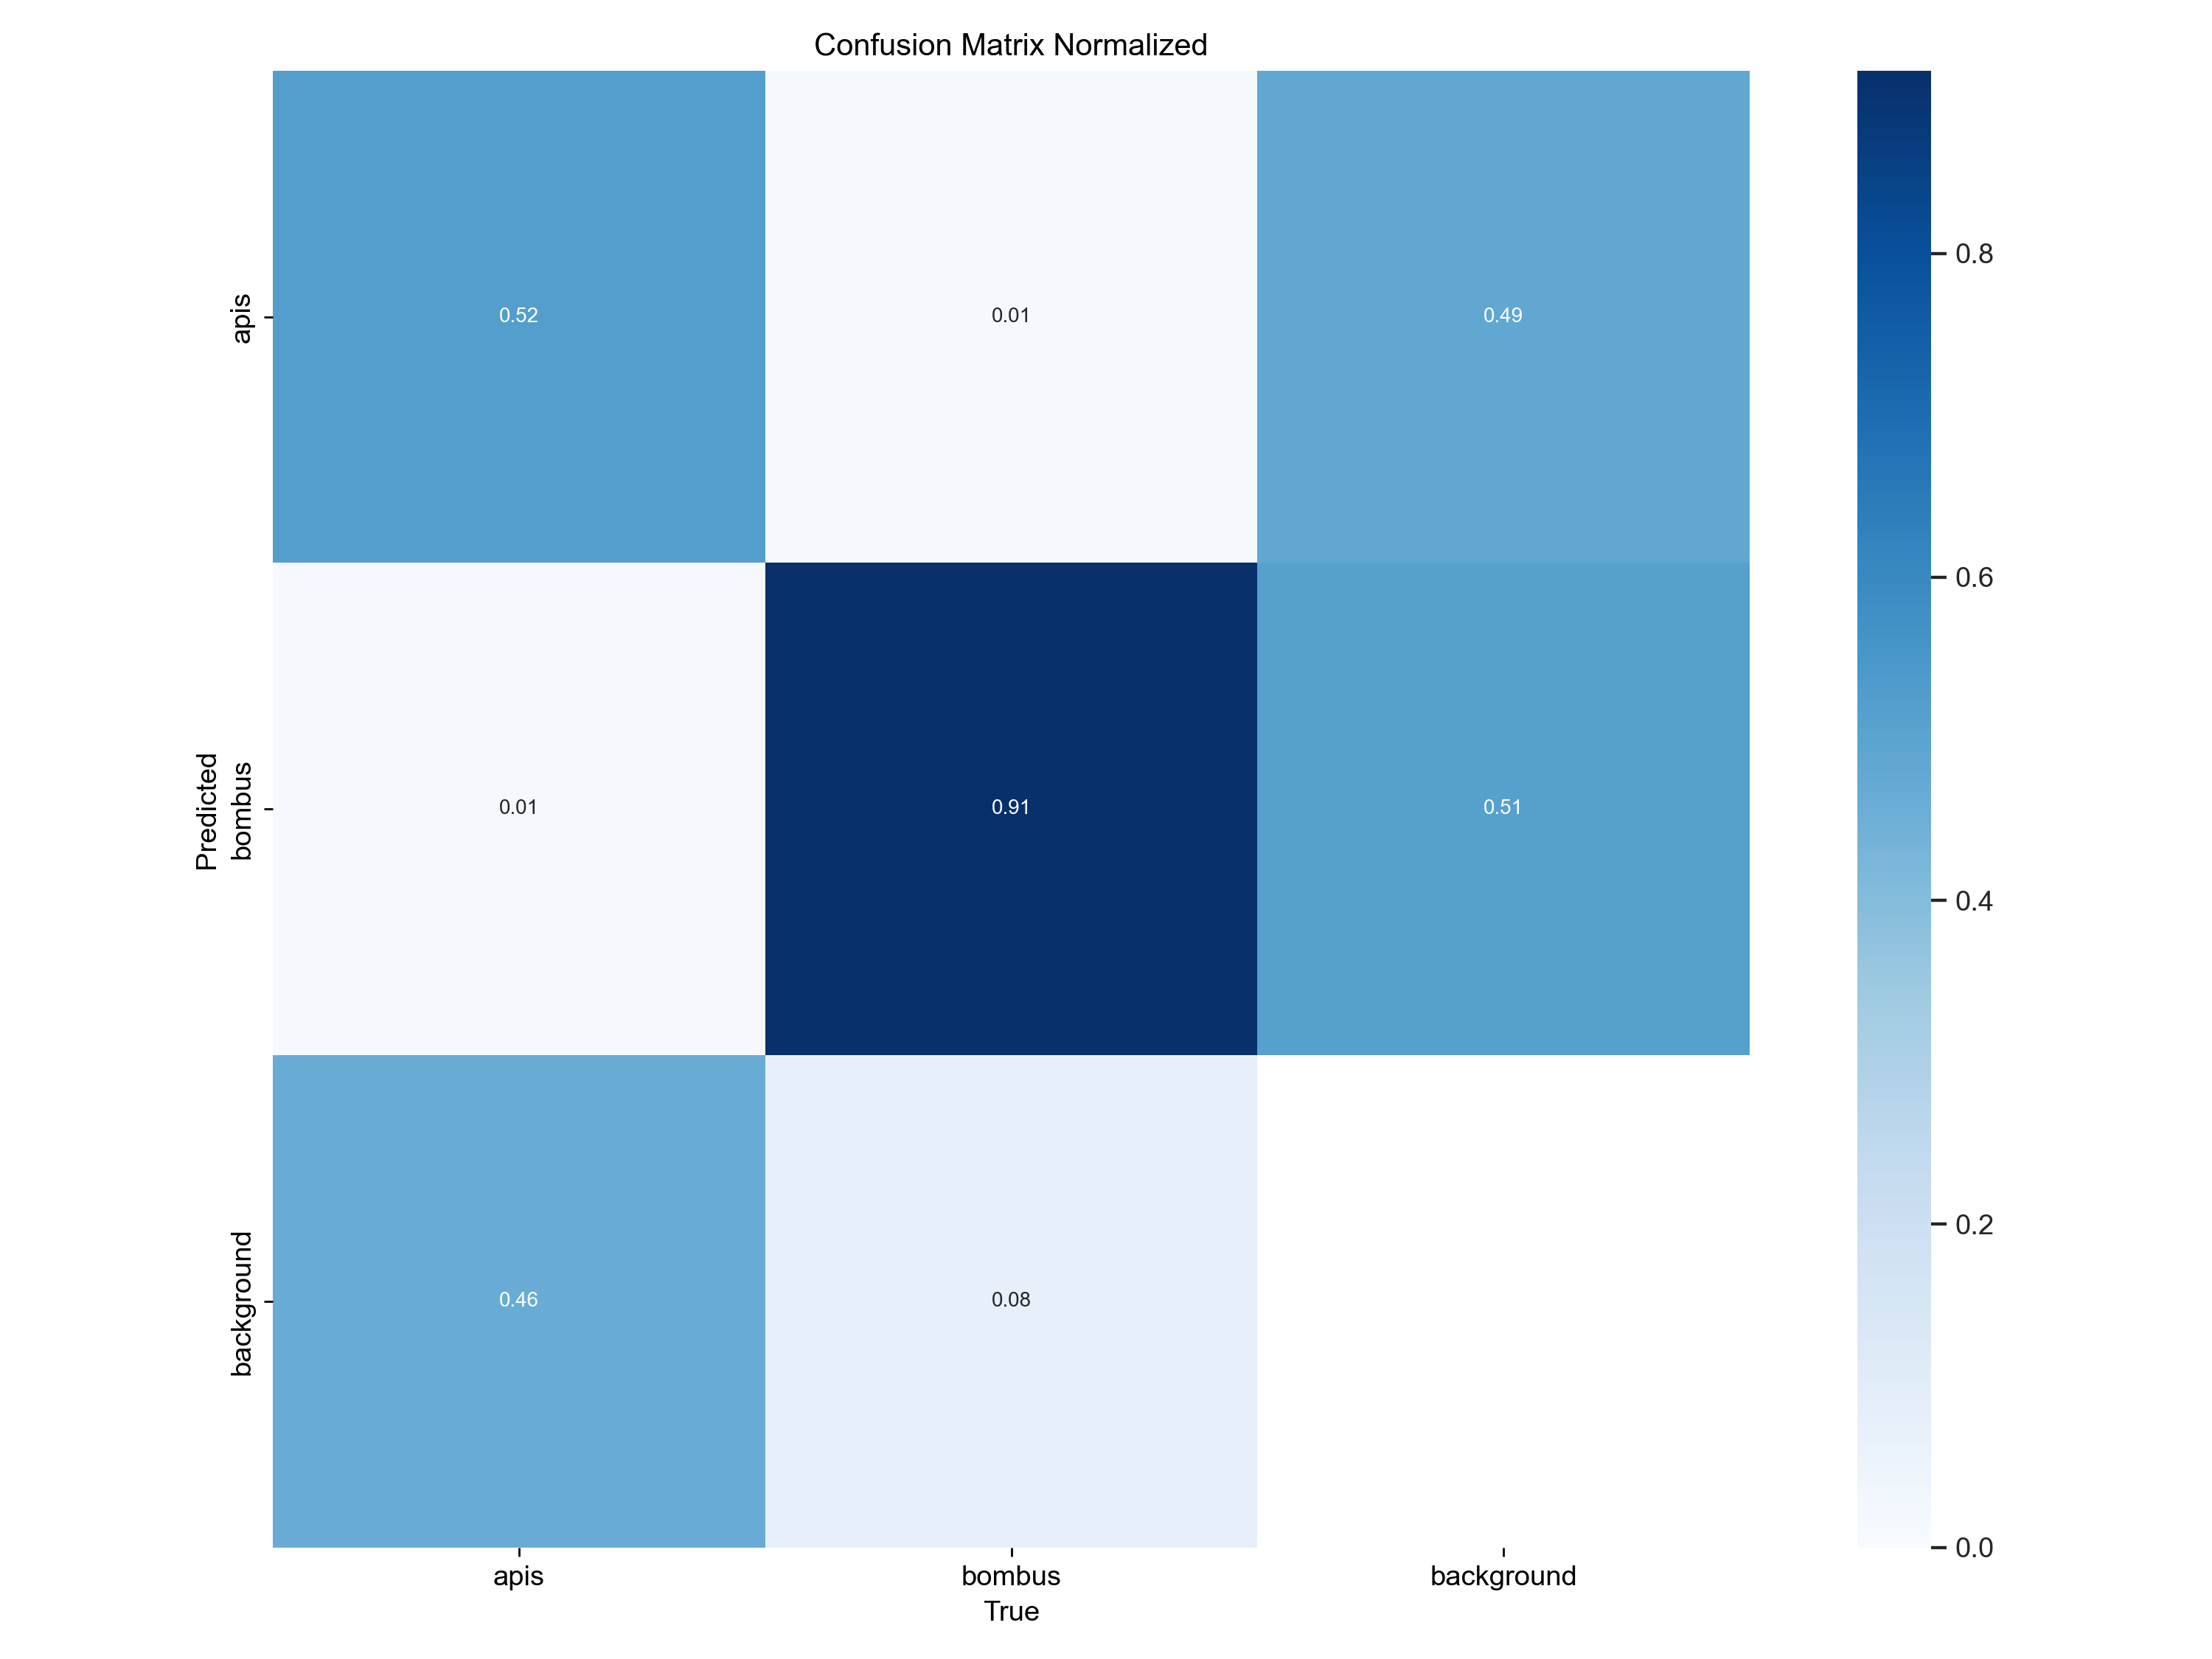 Confusion Matrix Normalized
apis
0.52
0.01
0.49
Predicted
bombus
0.01
0.91
0.51
background
0.46
0.08
apis
bombus
background
True
0.8
0.6
0.4
0.2
0.0